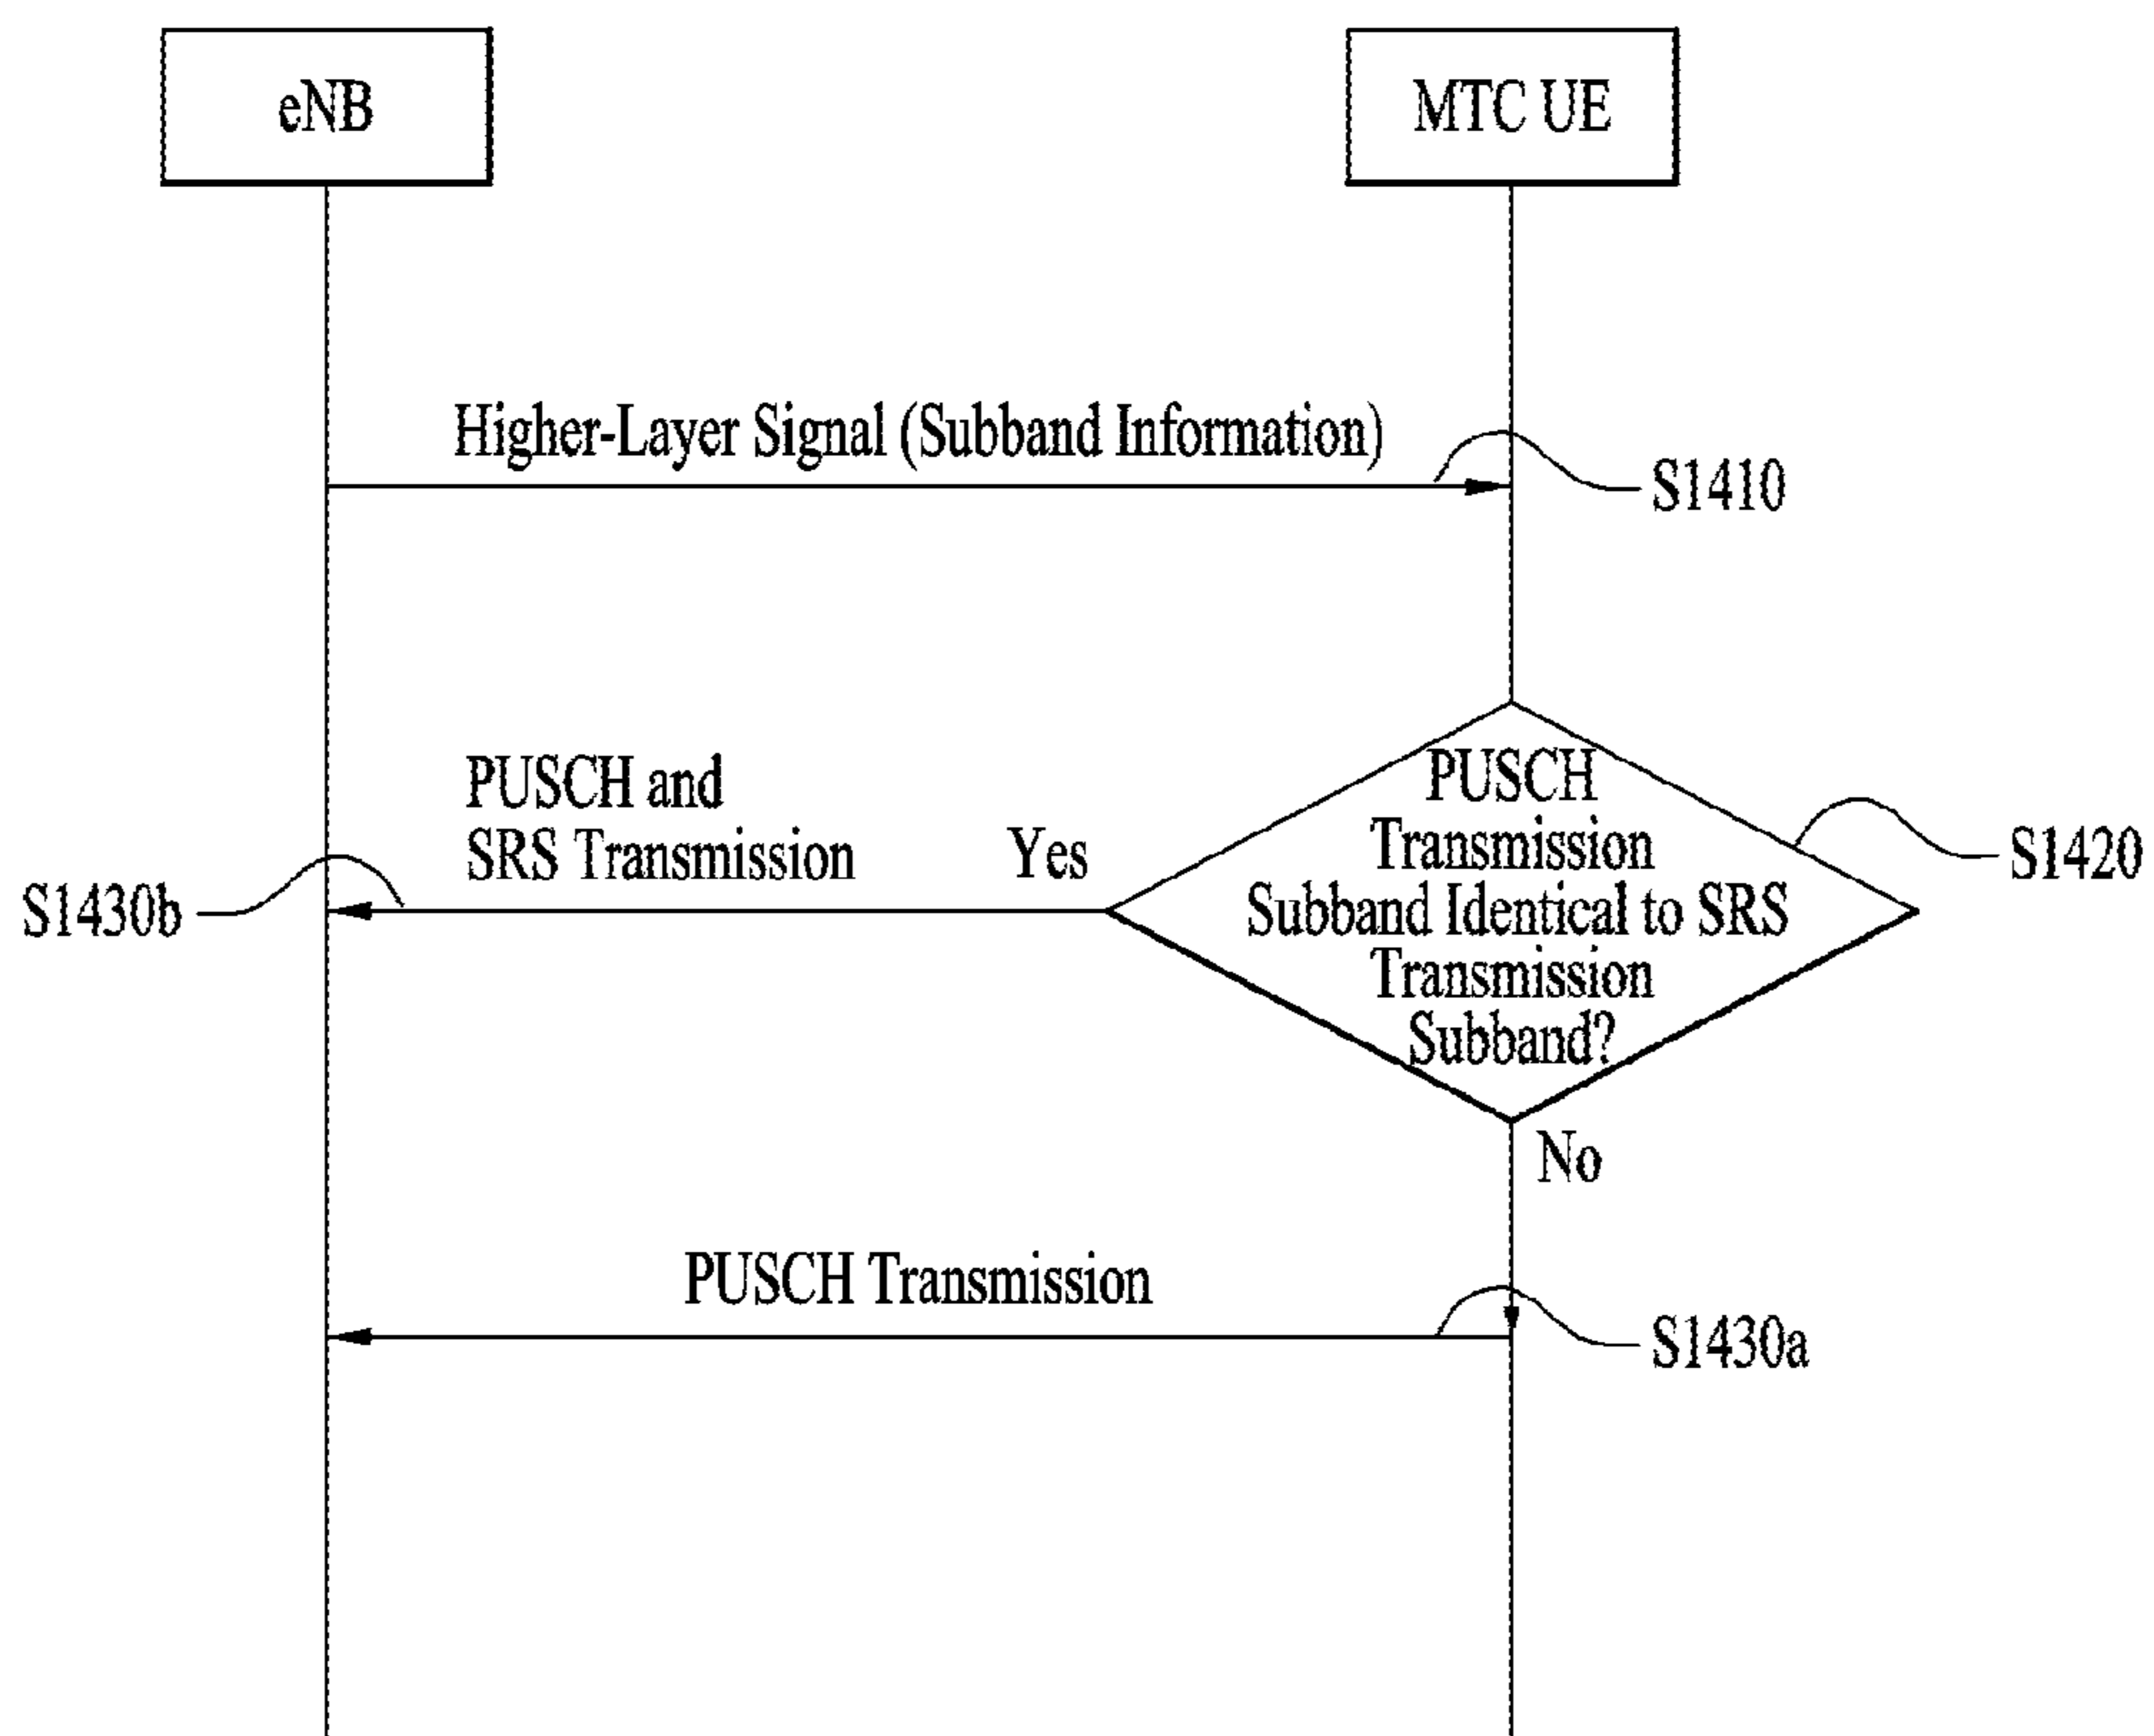 eNB
MTC UE
Higher-Layer Signal (Subband Information)
S1410
PUSCH and
SRS Transmission
Yes
PUSCH
Transmission
Subband Identical to SRS
Transmission
Subband?
S1420
S1430b
No
PUSCH Transmission
S1430a